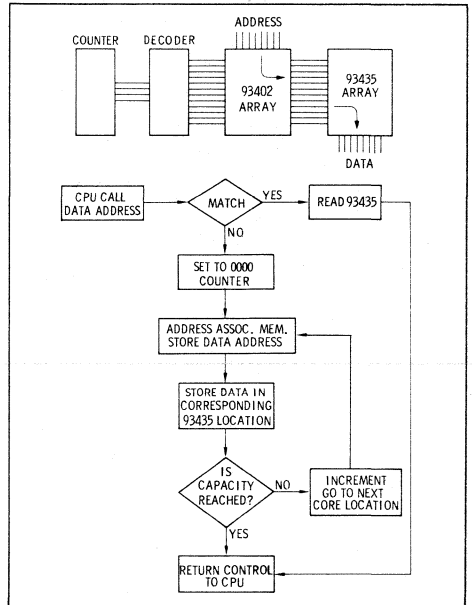 ADDRESS
COUNTER
DECODER
93402
ARRAY
93435
ARRAY
DATA
CPU CALL
DATA ADDRESS
MATCH
YES
READ 93435
NO
SET TO 0000
COUNTER
ADDRESS ASSOC. MEM.
STORE DATA ADDRESS
STORE DATA IN
CORRESPONDING
93435 LOCATION
IS
CAPACITY
REACHED?
NO
INCREMENT
GO TO NEXT
CORE LOCATION
YES
RETURN CONTROL
TO CPU